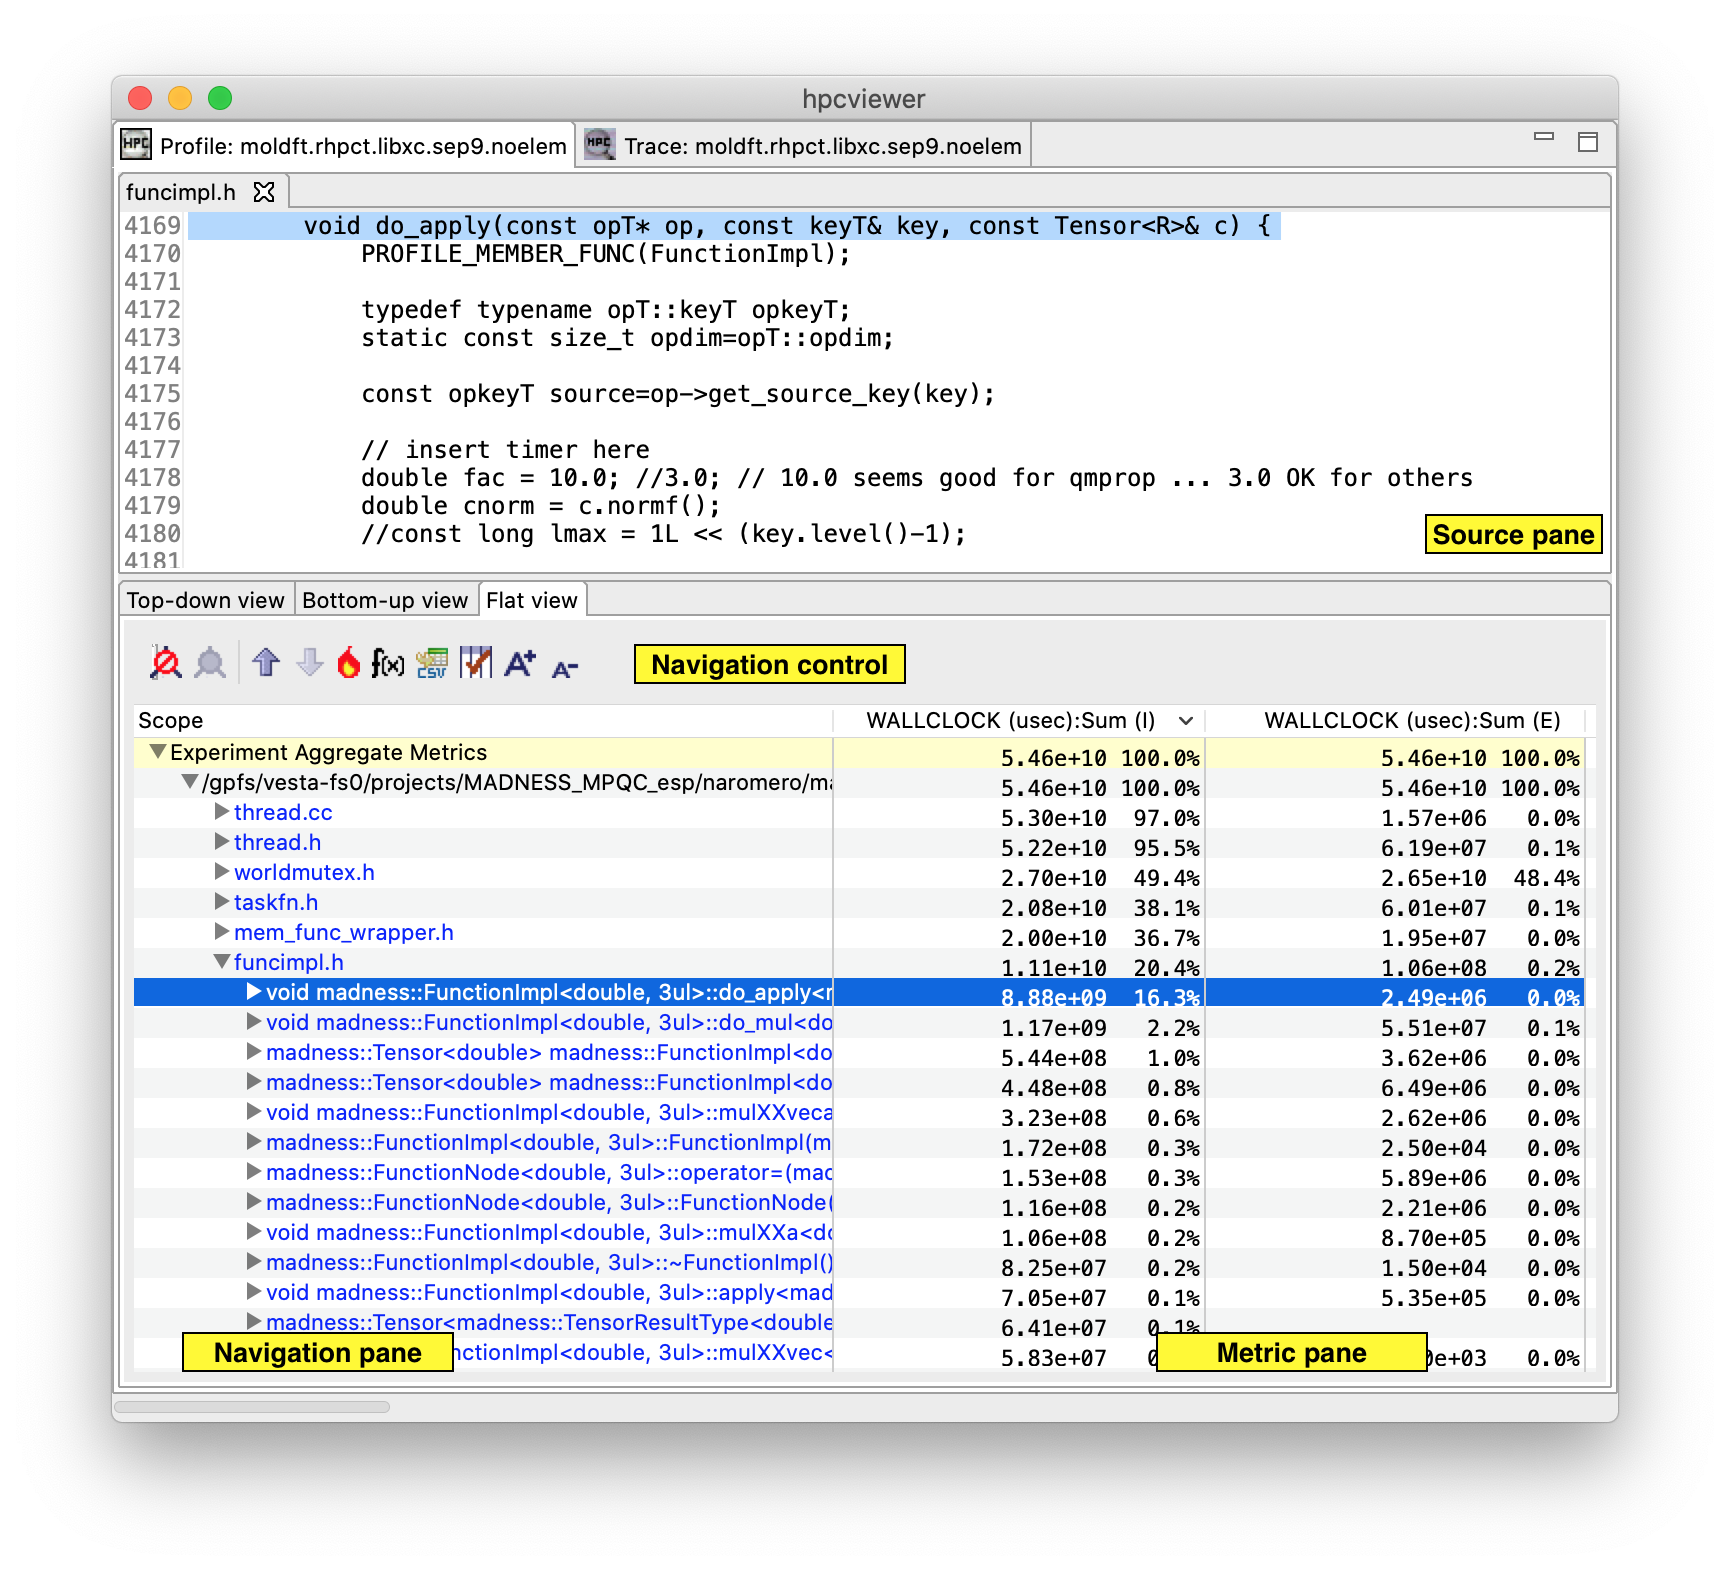 hpcviewer
Profile: moldft.rhpct.libxc.sep9.noelem
Trace: moldft.rhpct.libxc.sep9.noelem
funcimpl.h
4169 void do_apply(const opT* op, const keyT& key, const Tensor<R>& c) {
4170 PROFILE_MEMBER_FUNC(FunctionImpl);
4171
4172 typedef typename opT::keyT opkeyT;
4173 static const size_t opdim=opT::opdim;
4174
4175 const opkeyT source=op->get_source_key(key);
4176
4177 // insert timer here
4178 double fac = 10.0; //3.0; // 10.0 seems good for qmprop ... 3.0 OK for others
4179 double cnorm = c.normf();
4180 //const long lmax = 1L << (key.level()-1);
4181
Source pane
Top-down view Bottom-up view Flat view
f(x) CSV A+ A-
Navigation control
Scope WALLCLOCK (usec):Sum (I) WALLCLOCK (usec):Sum (E)
Experiment Aggregate Metrics 5.46e+10 100.0% 5.46e+10 100.0%
/gpfs/vesta-fs0/projects/MADNESS_MPQC_esp/naromero/ma 5.46e+10 100.0% 5.46e+10 100.0%
thread.cc 5.30e+10 97.0% 1.57e+06 0.0%
thread.h 5.22e+10 95.5% 6.19e+07 0.1%
worldmutex.h 2.70e+10 49.4% 2.65e+10 48.4%
taskfn.h 2.08e+10 38.1% 6.01e+07 0.1%
mem_func_wrapper.h 2.00e+10 36.7% 1.95e+07 0.0%
funcimpl.h 1.11e+10 20.4% 1.06e+08 0.2%
void madness::FunctionImpl<double, 3ul>::do_apply< 8.88e+09 16.3% 2.49e+06 0.0%
void madness::FunctionImpl<double, 3ul>::do_mul<do 1.17e+09 2.2% 5.51e+07 0.1%
madness::Tensor<double> madness::FunctionImpl<do 5.44e+08 1.0% 3.62e+06 0.0%
madness::Tensor<double> madness::FunctionImpl<do 4.48e+08 0.8% 6.49e+06 0.0%
void madness::FunctionImpl<double, 3ul>::mulXXveca 3.23e+08 0.6% 2.62e+06 0.0%
madness::FunctionImpl<double, 3ul>::FunctionImpl(m 1.72e+08 0.3% 2.50e+04 0.0%
madness::FunctionNode<double, 3ul>::operator=(mad 1.53e+08 0.3% 5.89e+06 0.0%
madness::FunctionNode<double, 3ul>::FunctionNode( 1.16e+08 0.2% 2.21e+06 0.0%
void madness::FunctionImpl<double, 3ul>::mulXXa<do 1.06e+08 0.2% 8.70e+05 0.0%
madness::FunctionImpl<double, 3ul>::~FunctionImpl() 8.25e+07 0.2% 1.50e+04 0.0%
void madness::FunctionImpl<double, 3ul>::apply<mad 7.05e+07 0.1% 5.35e+05 0.0%
madness::Tensor<madness::TensorResultType<double 6.41e+07 0.1%
nctionImpl<double, 3ul>::mulXXvec< 5.83e+07 e+03 0.0%
Navigation pane
Metric pane